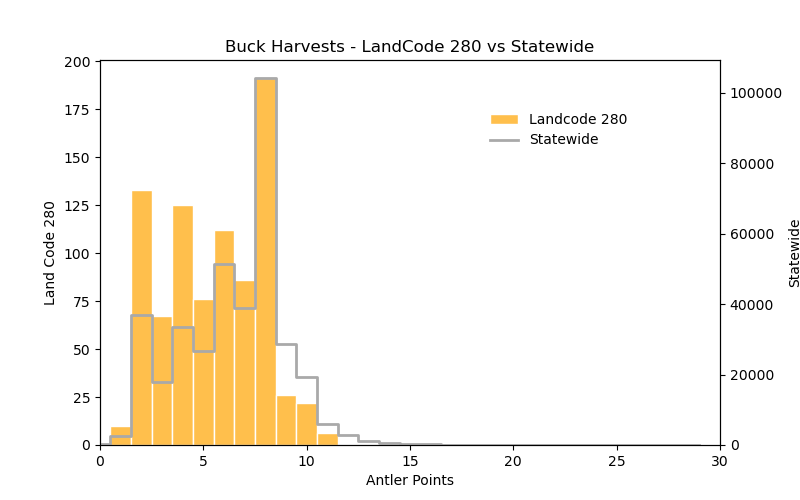 Buck Harvests - LandCode 280 vs Statewide
200
175
150
125
100
75
50
25
0
Land Code 280
Landcode 280
Statewide
100000
80000
60000
40000
20000
0
Statewide
0 5 10 15 20 25 30
Antler Points